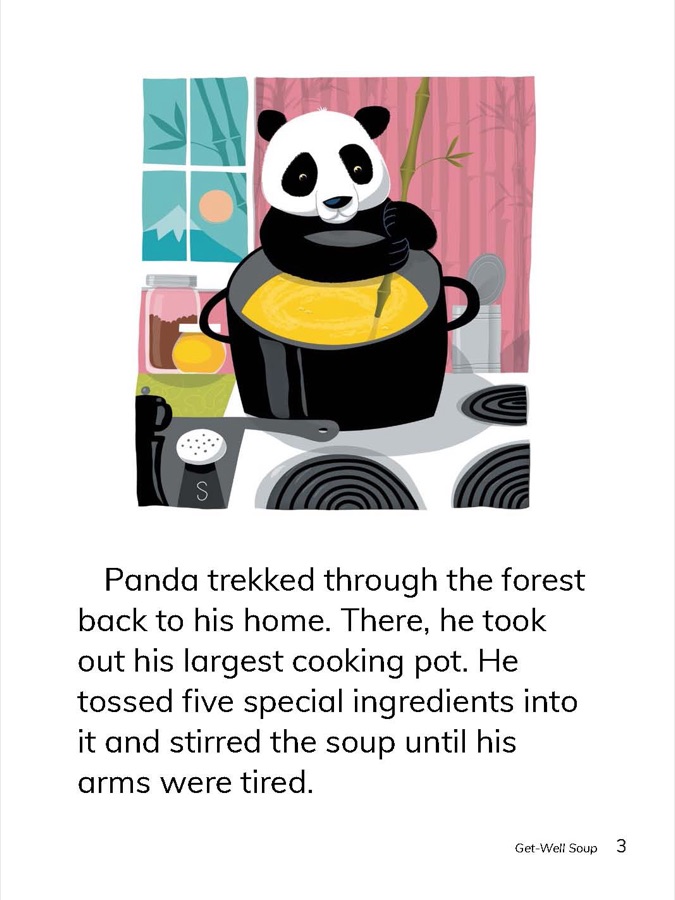 S
Panda trekked through the forest
back to his home. There, he took
out his largest cooking pot. He
tossed five special ingredients into
it and stirred the soup until his
arms were tired.
Get-Well Soup 3